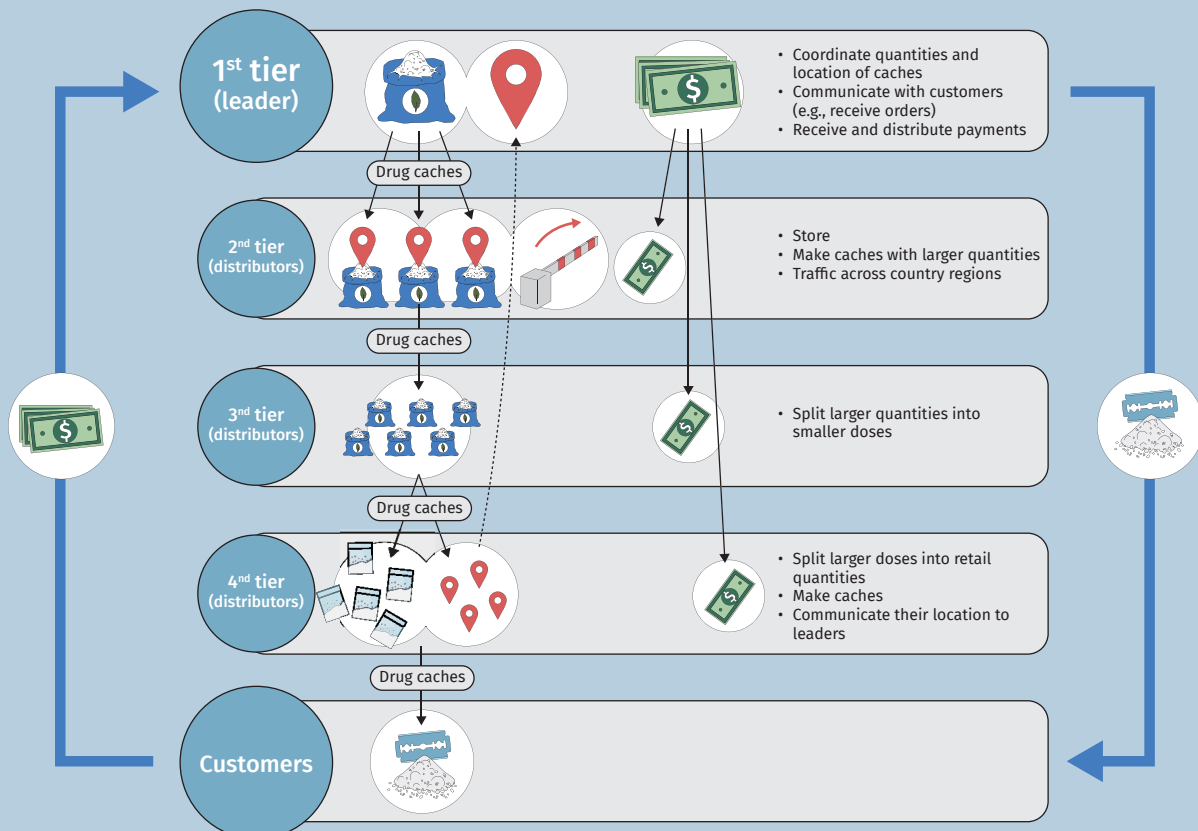 1st tier
(leader)
• Coordinate quantities and
location of caches
• Communicate with customers
(e.g., receive orders)
• Receive and distribute payments
$
Drug caches
2nd tier
(distributors)
$
• Store
• Make caches with larger quantities
• Traffic across country regions
Drug caches
3nd tier
(distributors)
$
• Split larger quantities into
smaller doses
$
Drug caches
4nd tier
(distributors)
$
• Split larger doses into retail
quantities
• Make caches
• Communicate their location to
leaders
Drug caches
Customers